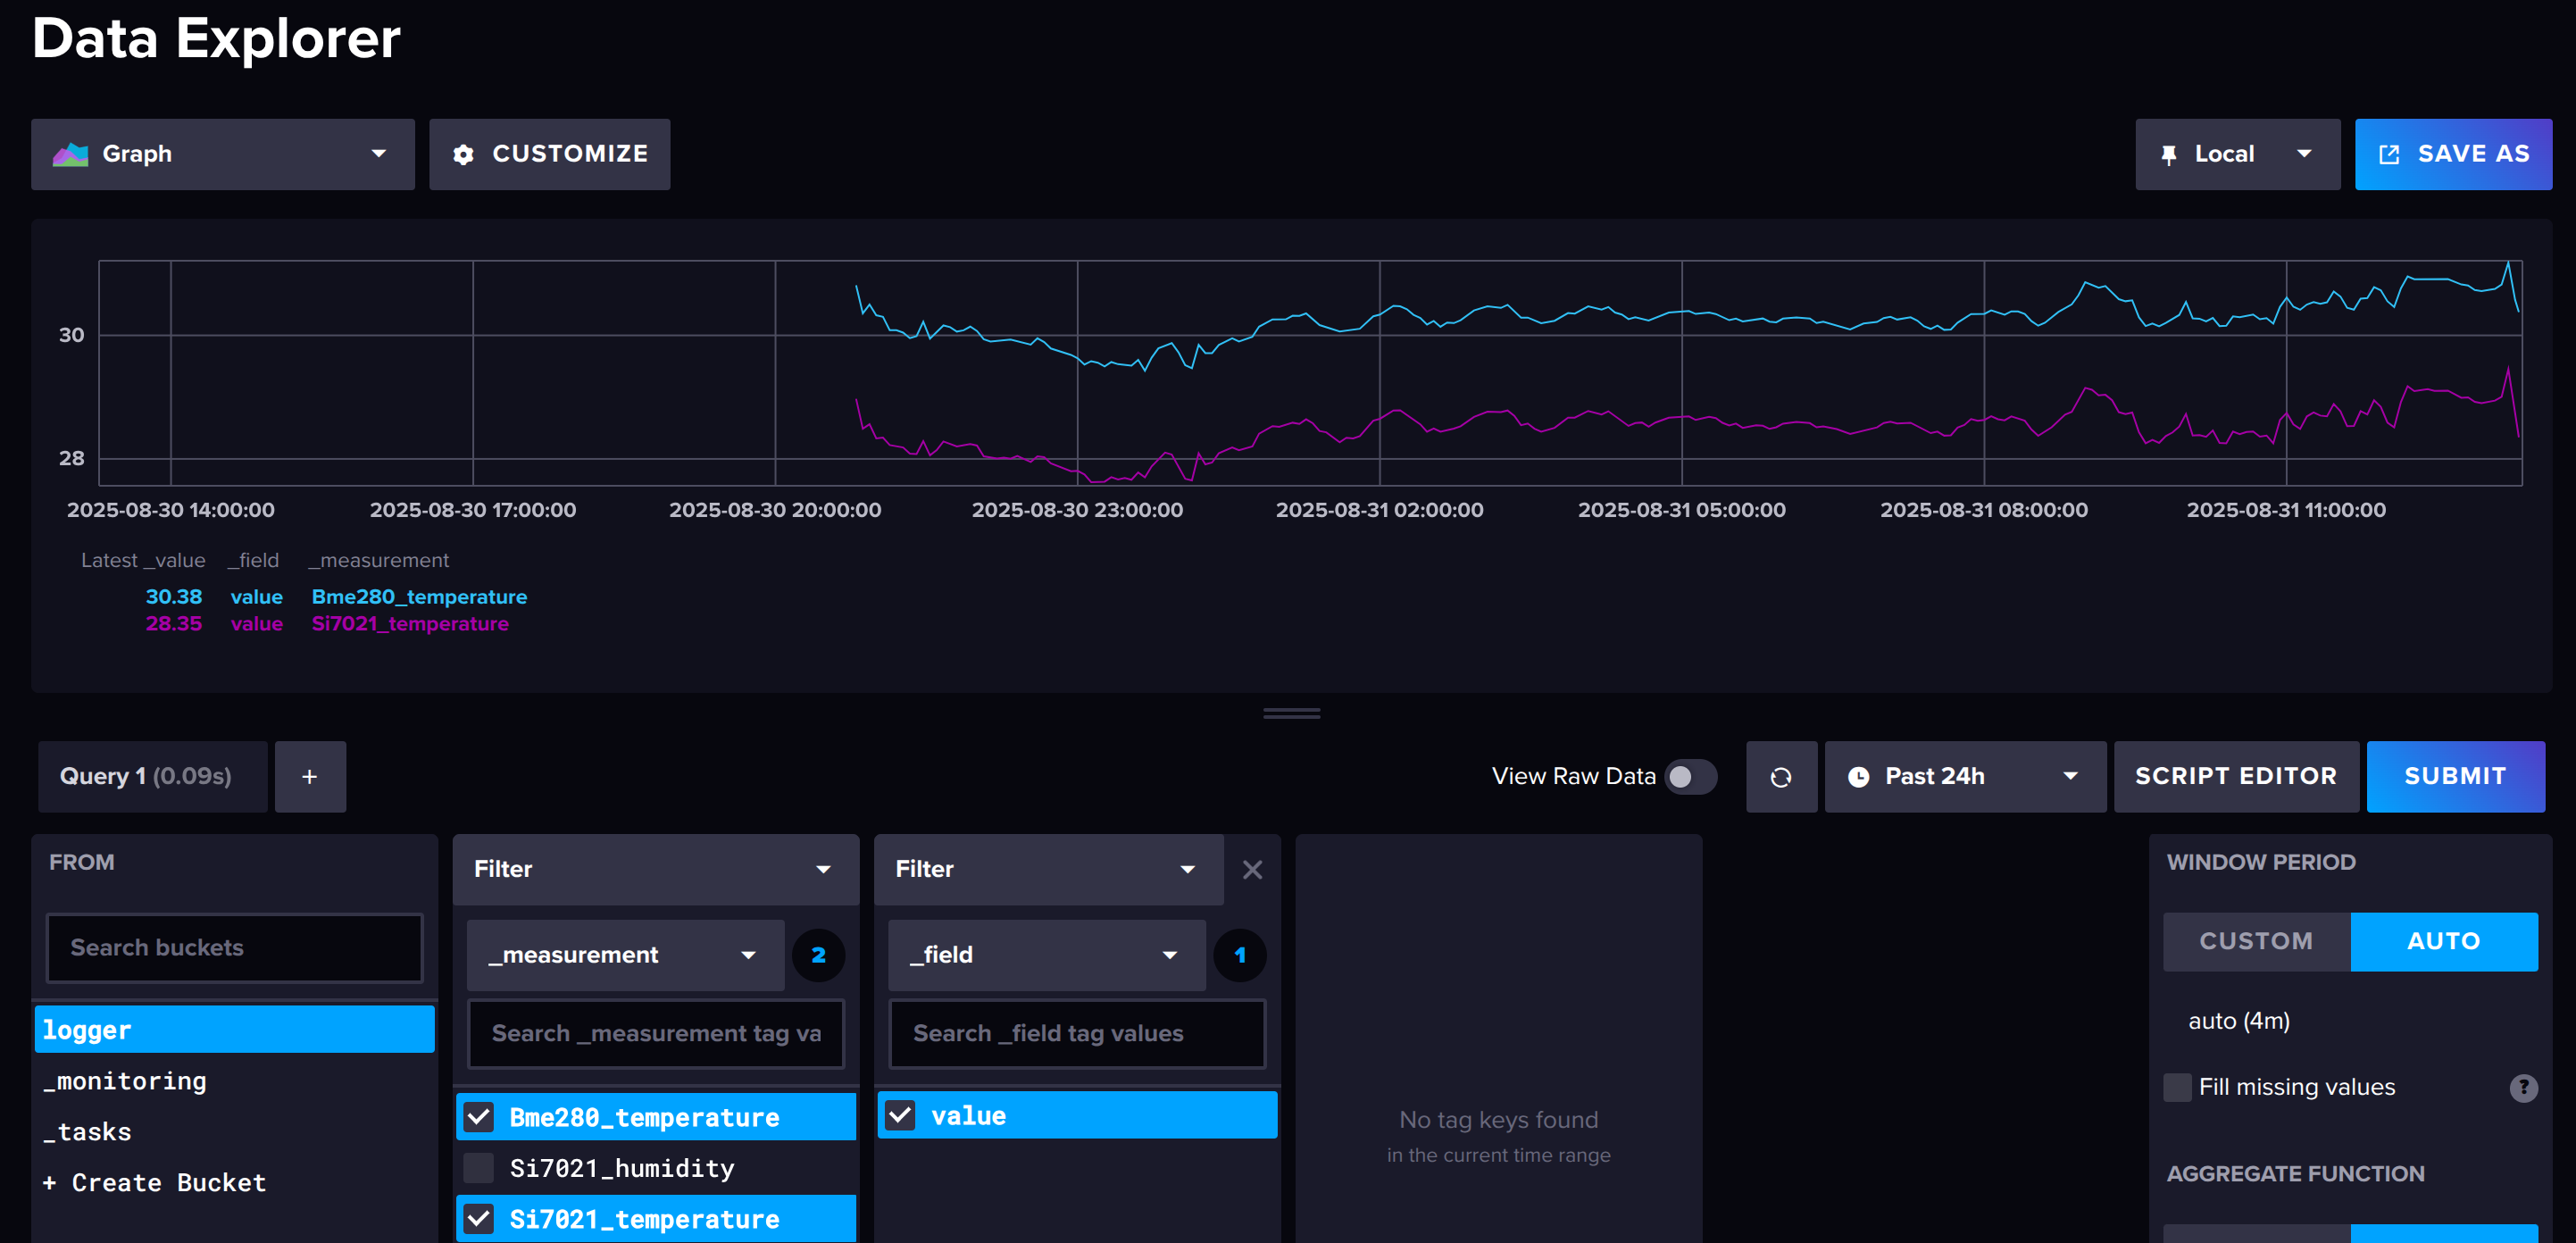 Data Explorer
Graph
CUSTOMIZE
Local
SAVE AS
30
28
2025-08-30 14:00:00
2025-08-30 17:00:00
2025-08-30 20:00:00
2025-08-30 23:00:00
2025-08-31 02:00:00
2025-08-31 05:00:00
2025-08-31 08:00:00
2025-08-31 11:00:00
Latest _value _field _measurement
30.38 value Bme280_temperature
28.35 value Si7021_temperature
Query 1 (0.09s)
+
View Raw Data
Past 24h
SCRIPT EDITOR
SUBMIT
FROM
Search buckets
logger
_monitoring
_tasks
+ Create Bucket
Filter
_measurement
2
Search _measurement tag va
Bme280_temperature
Si7021_humidity
Si7021_temperature
Filter
_field
1
Search _field tag values
value
No tag keys found
in the current time range
WINDOW PERIOD
CUSTOM
AUTO
auto (4m)
Fill missing values
?
AGGREGATE FUNCTION